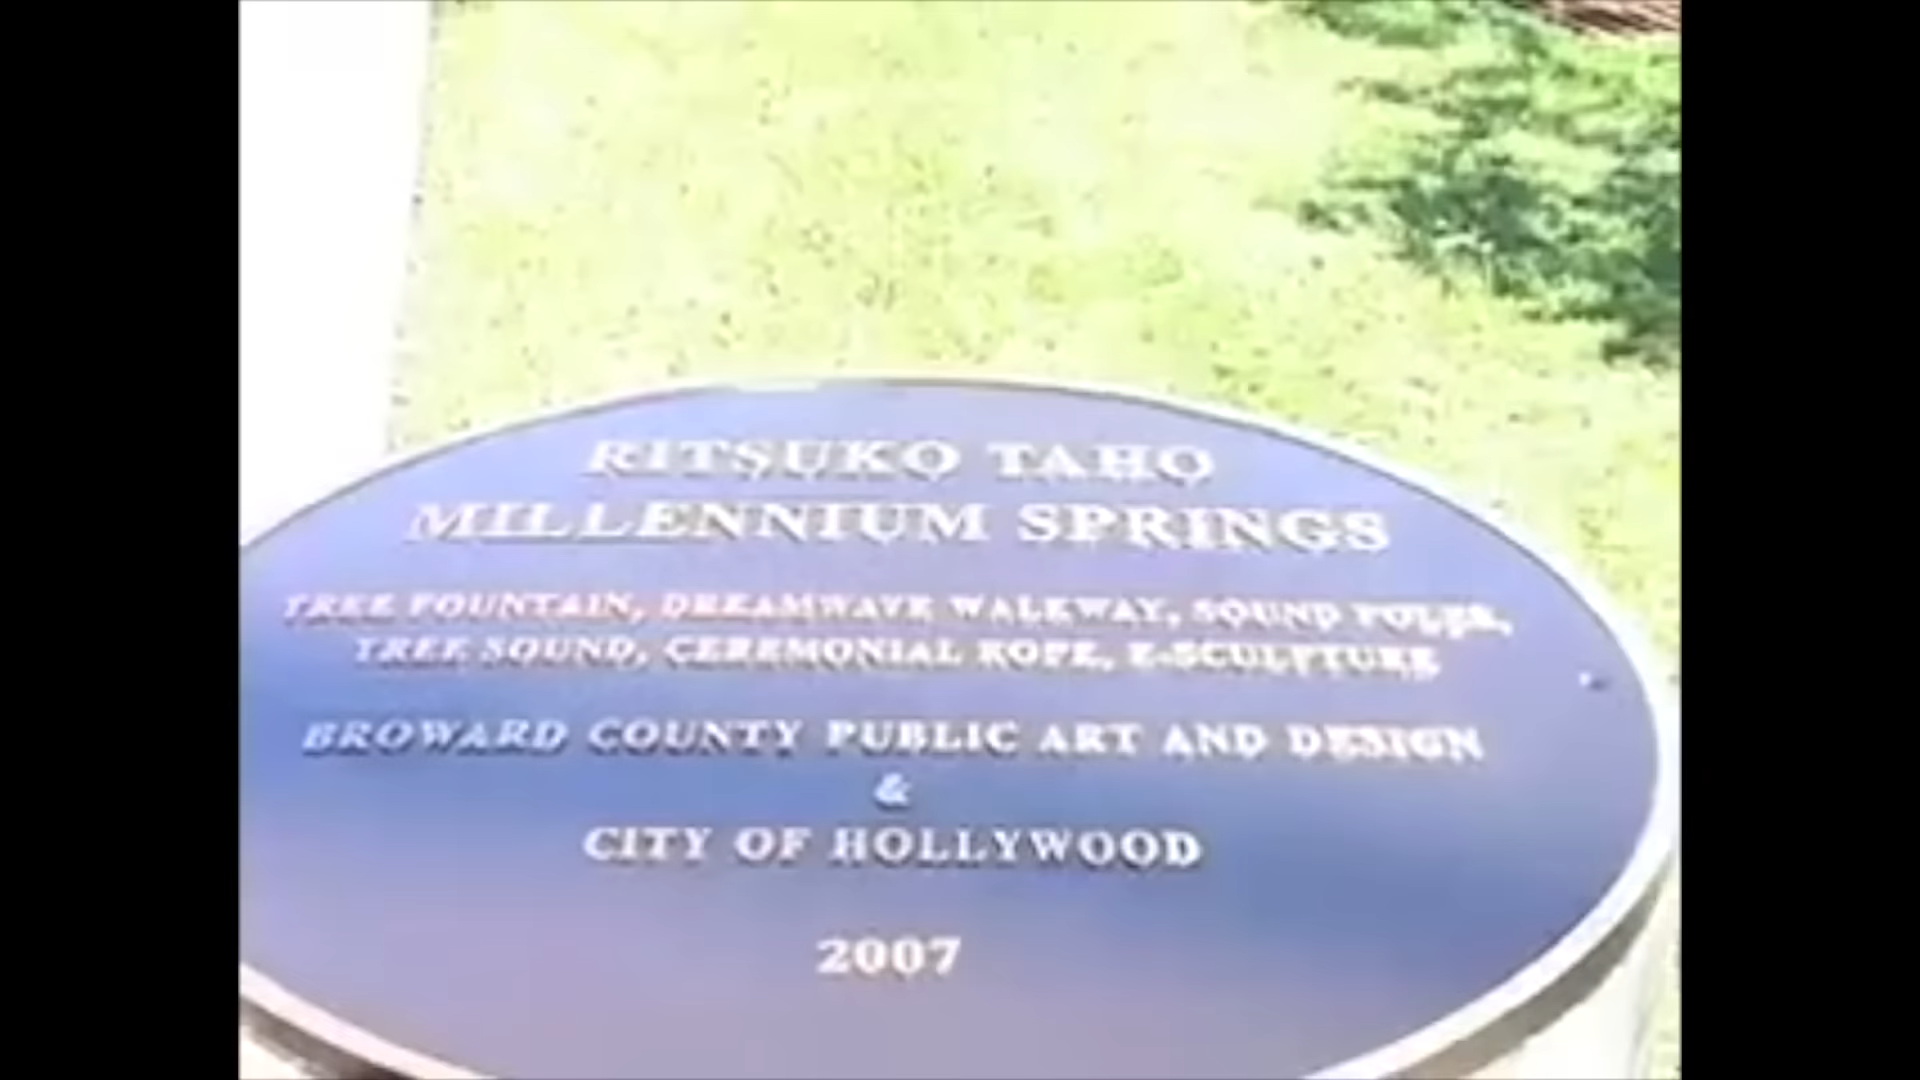 RITSUKO TAHO
MILLENNIUM SPRINGS
TREE FOUNTAIN, DREAMWAVE WALKWAY, SOUND POLES,
TREE SOUND, CEREMONIAL ROPE, E-SCULPTURE
BROWARD COUNTY PUBLIC ART AND DESIGN
&
CITY OF HOLLYWOOD
2007